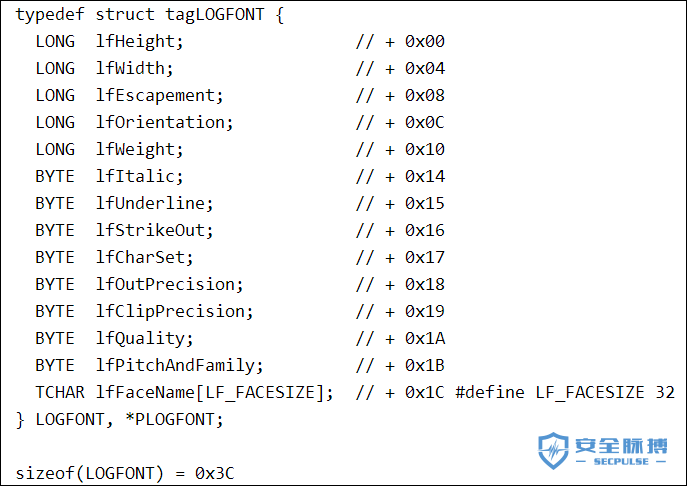 typedef struct tagLOGFONT {
  LONG  lfHeight;                 // + 0x00
  LONG  lfWidth;                  // + 0x04
  LONG  lfEscapement;             // + 0x08
  LONG  lfOrientation;            // + 0x0C
  LONG  lfWeight;                 // + 0x10
  BYTE  lfItalic;                 // + 0x14
  BYTE  lfUnderline;              // + 0x15
  BYTE  lfStrikeOut;              // + 0x16
  BYTE  lfCharSet;                // + 0x17
  BYTE  lfOutPrecision;           // + 0x18
  BYTE  lfClipPrecision;          // + 0x19
  BYTE  lfQuality;                // + 0x1A
  BYTE  lfPitchAndFamily;         // + 0x1B
  TCHAR lfFaceName[LF_FACESIZE];  // + 0x1C #define LF_FACESIZE 32
} LOGFONT, *PLOGFONT;
安全脉搏
SECPULSE
sizeof(LOGFONT) = 0x3C